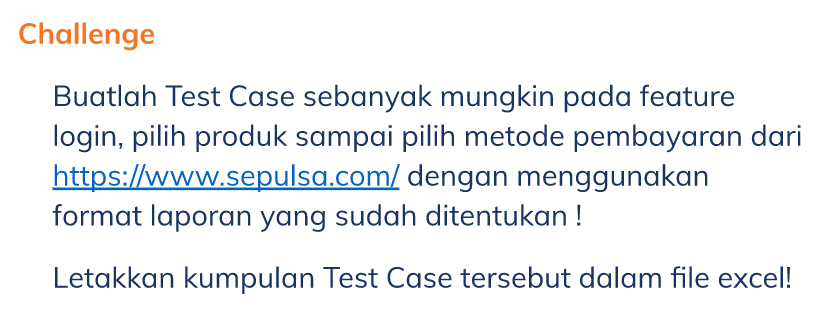 Challenge
Buatlah Test Case sebanyak mungkin pada feature
login, pilih produk sampai pilih metode pembayaran dari
https://www.sepulsa.com/ dengan menggunakan
format laporan yang sudah ditentukan !
Letakkan kumpulan Test Case tersebut dalam file excel!